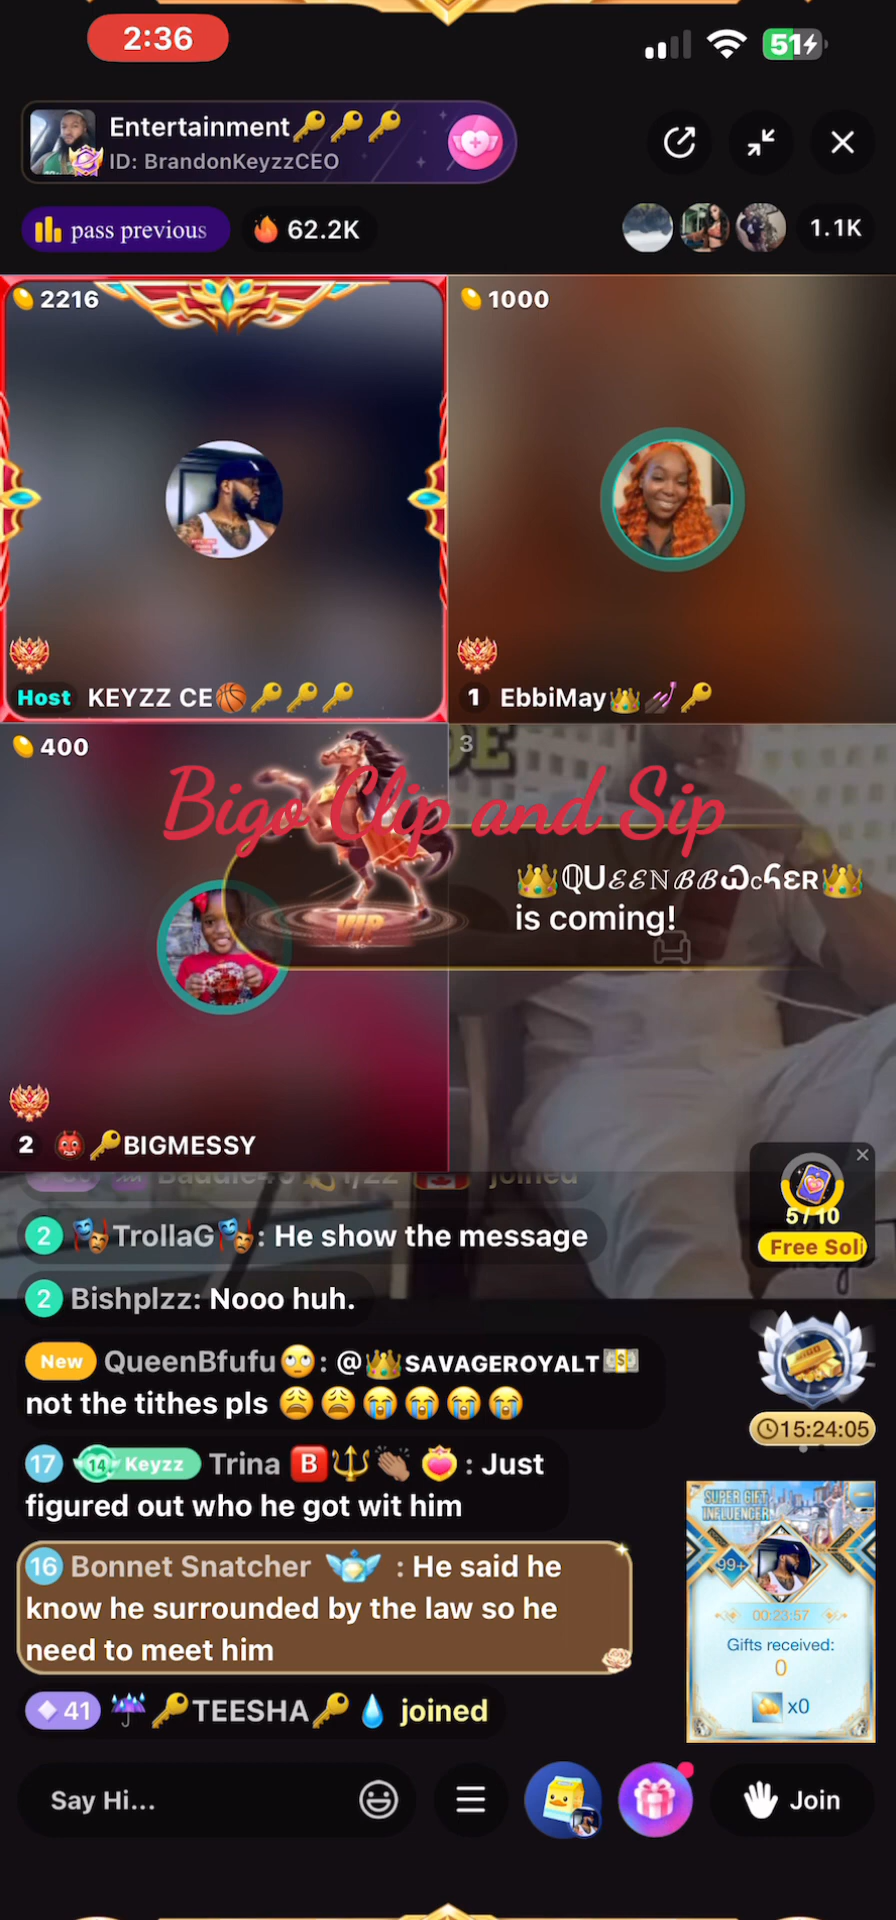 2:36
51
Entertainment🔑🔑🔑
ID: BrandonKeyzzCEO
pass previous
62.2K
1.1K
2216
1000
Host KEYZZ CE🏀🔑🔑🔑
1 EbbiMay👑💅🏿🔑
400
3
Bigo Clip and Sip
VIP
👑ℚU𝓔𝓔ℕ𝓑𝓑ᏇcᏂɛʀ👑
is coming!
2 👹🔑BIGMESSY
joined
5/10
Free Soli
2 🎭TrollaG🎭: He show the message
2 Bishplzz: Nooo huh.
New QueenBfufu🙄: @👑SAVAGEROYALT💵
not the tithes pls 😩😩😭😭😭😭
15:24:05
17 14 Keyzz Trina 🅱️🔱👏🏽 💝 : Just
figured out who he got wit him
SUPER GIFT
INFLUENCER
99+
00:23:57
Gifts received:
0
x0
16 Bonnet Snatcher : He said he
know he surrounded by the law so he
need to meet him
41 ☔🔑TEESHA🔑💧 joined
Say Hi...
Join